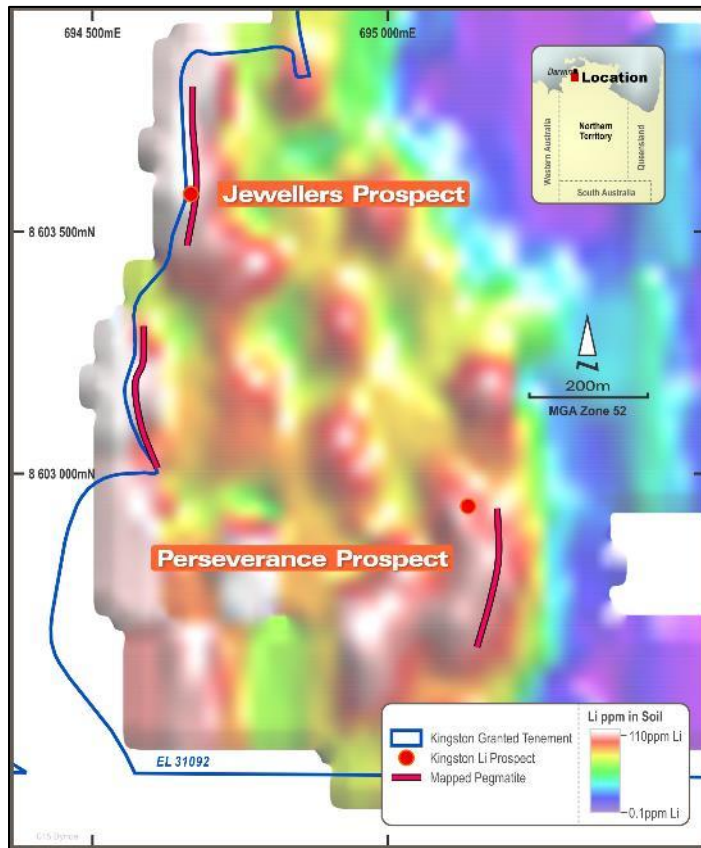 694 500mE
695 000mE
Darwin
Location
Northern
Territory
Western Australia
Queensland
South Australia
Jewellers Prospect
8 603 500mN
200m
MGA Zone 52
8 603 000mN
Perseverance Prospect
Kingston Granted Tenement
Kingston Li Prospect
Mapped Pegmatite
Li ppm in Soil
110ppm Li
0.1ppm Li
EL 31092